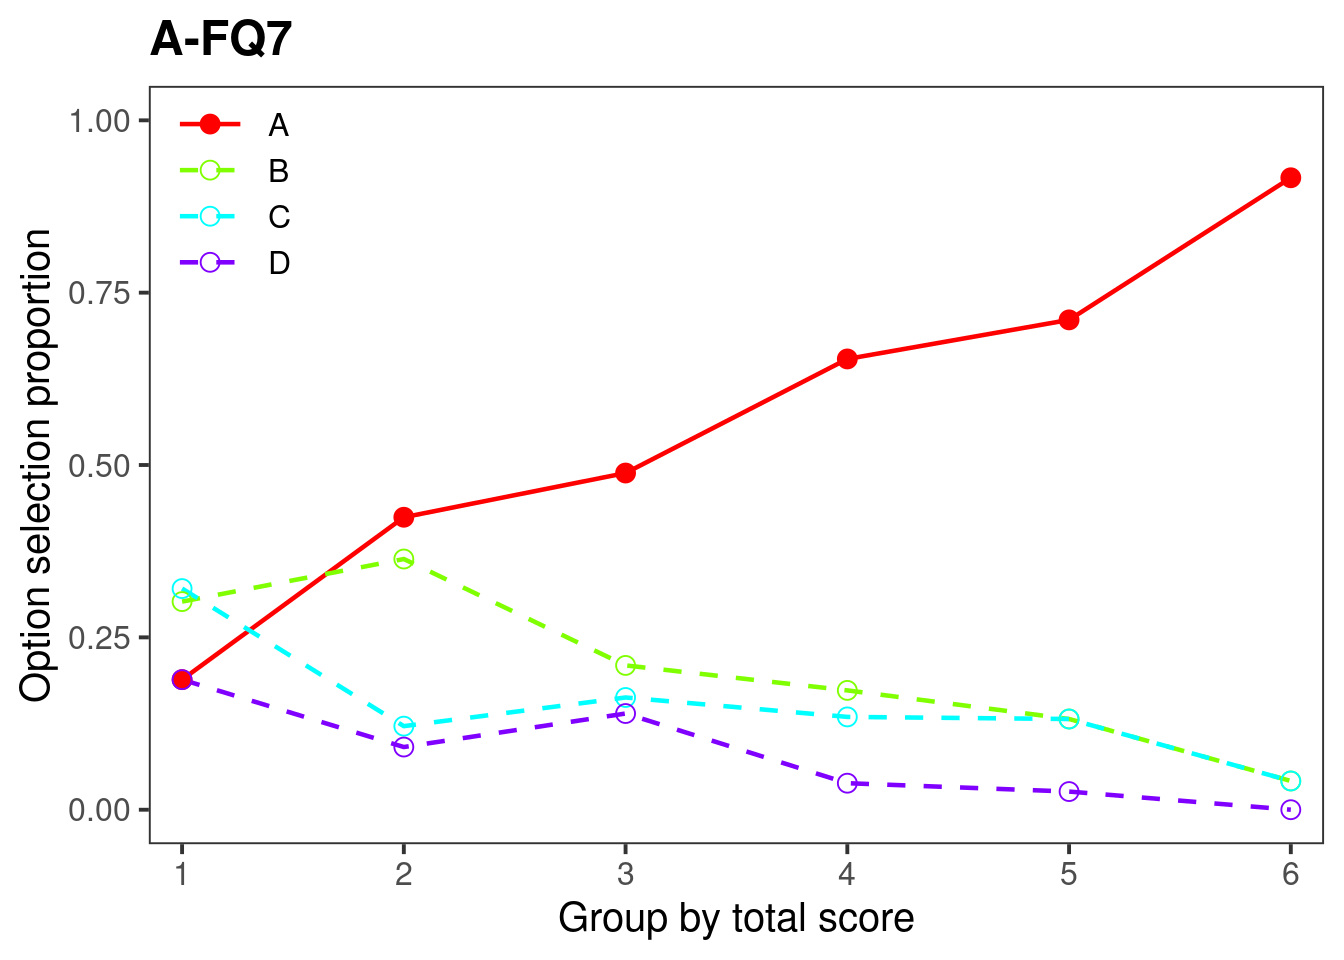 A-FQ7
1.00
0.75
0.50
0.25
0.00
Option selection proportion
A
B
C
D
1 2 3 4 5 6
Group by total score